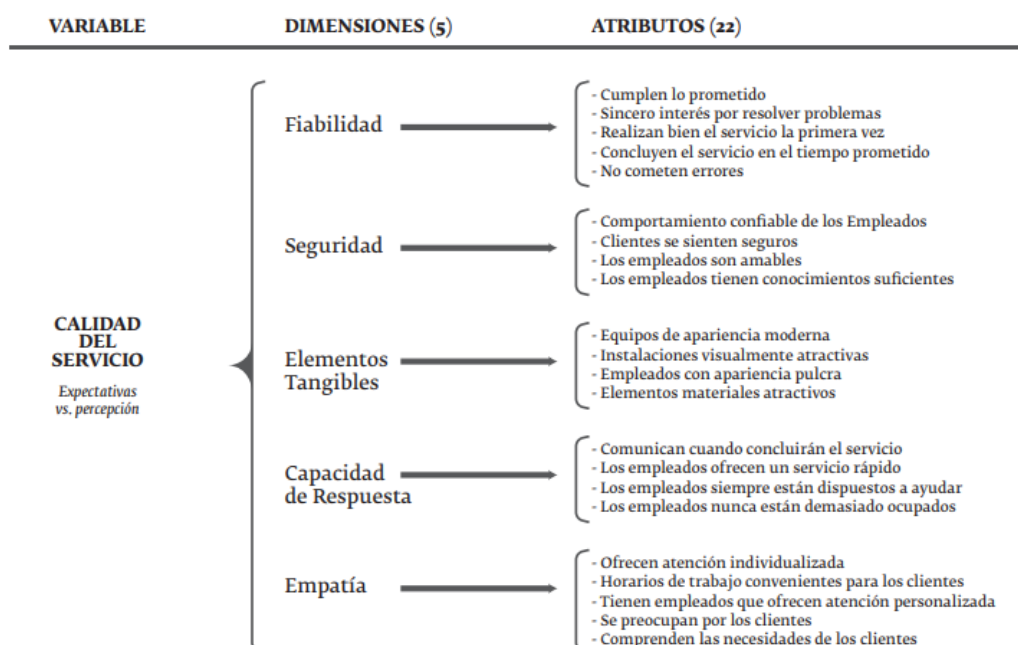 VARIABLE
DIMENSIONES (5)
ATRIBUTOS (22)
CALIDAD
DEL
SERVICIO
Expectativas
vs. percepción
Fiabilidad
- Cumplen lo prometido
- Sincero interés por resolver problemas
- Realizan bien el servicio la primera vez
- Concluyen el servicio en el tiempo prometido
- No cometen errores
Seguridad
- Comportamiento confiable de los Empleados
- Clientes se sienten seguros
- Los empleados son amables
- Los empleados tienen conocimientos suficientes
Elementos
Tangibles
- Equipos de apariencia moderna
- Instalaciones visualmente atractivas
- Empleados con apariencia pulcra
- Elementos materiales atractivos
Capacidad
de Respuesta
- Comunican cuando concluirán el servicio
- Los empleados ofrecen un servicio rápido
- Los empleados siempre están dispuestos a ayudar
- Los empleados nunca están demasiado ocupados
Empatía
- Ofrecen atención individualizada
- Horarios de trabajo convenientes para los clientes
- Tienen empleados que ofrecen atención personalizada
- Se preocupan por los clientes
- Comprenden las necesidades de los clientes